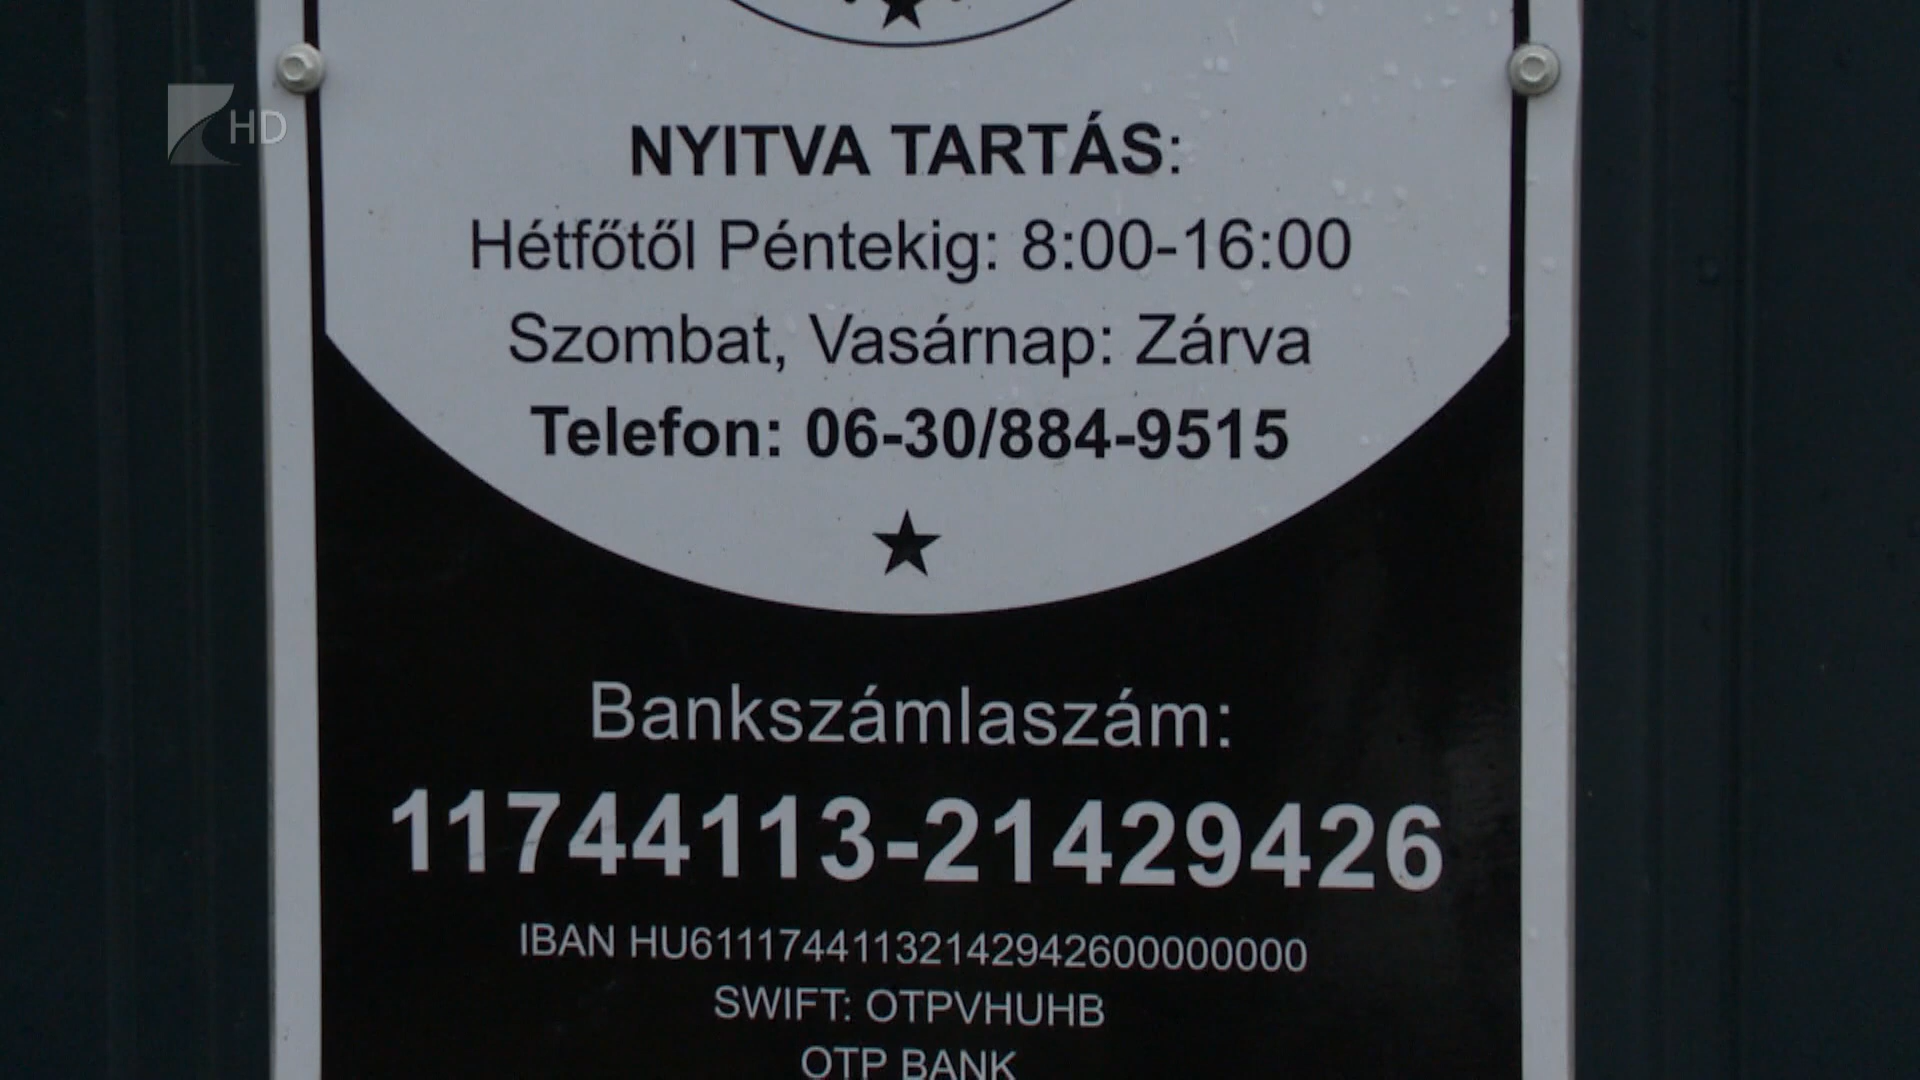 HD
NYITVA TARTÁS:
Hétfőtől Péntekig: 8:00-16:00
Szombat, Vasárnap: Zárva
Telefon: 06-30/884-9515
Bankszámlaszám:
11744113-21429426
IBAN HU61117441132142942600000000
SWIFT: OTPVHUHB
OTP BANK